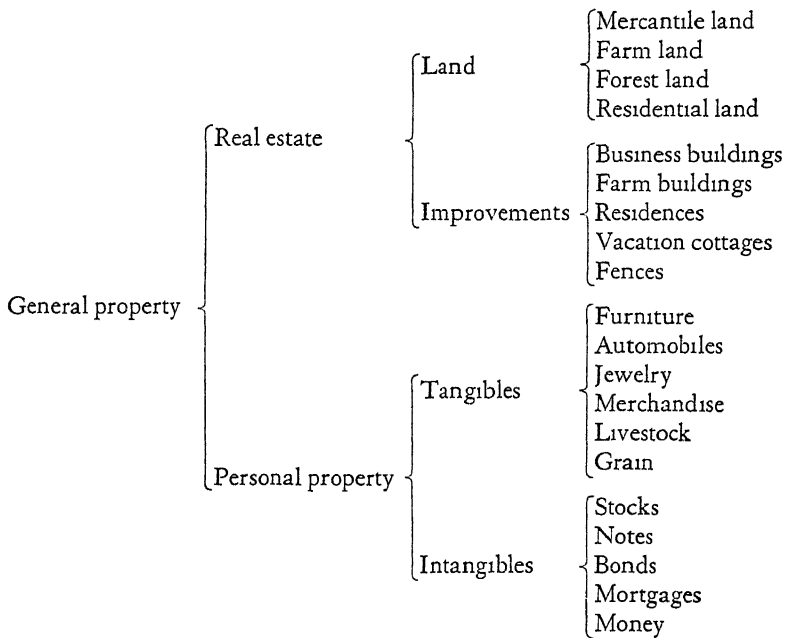 General property
Real estate
Land
Mercantile land
Farm land
Forest land
Residential land
Improvements
Business buildings
Farm buildings
Residences
Vacation cottages
Fences
Personal property
Tangibles
Furniture
Automobiles
Jewelry
Merchandise
Livestock
Grain
Intangibles
Stocks
Notes
Bonds
Mortgages
Money